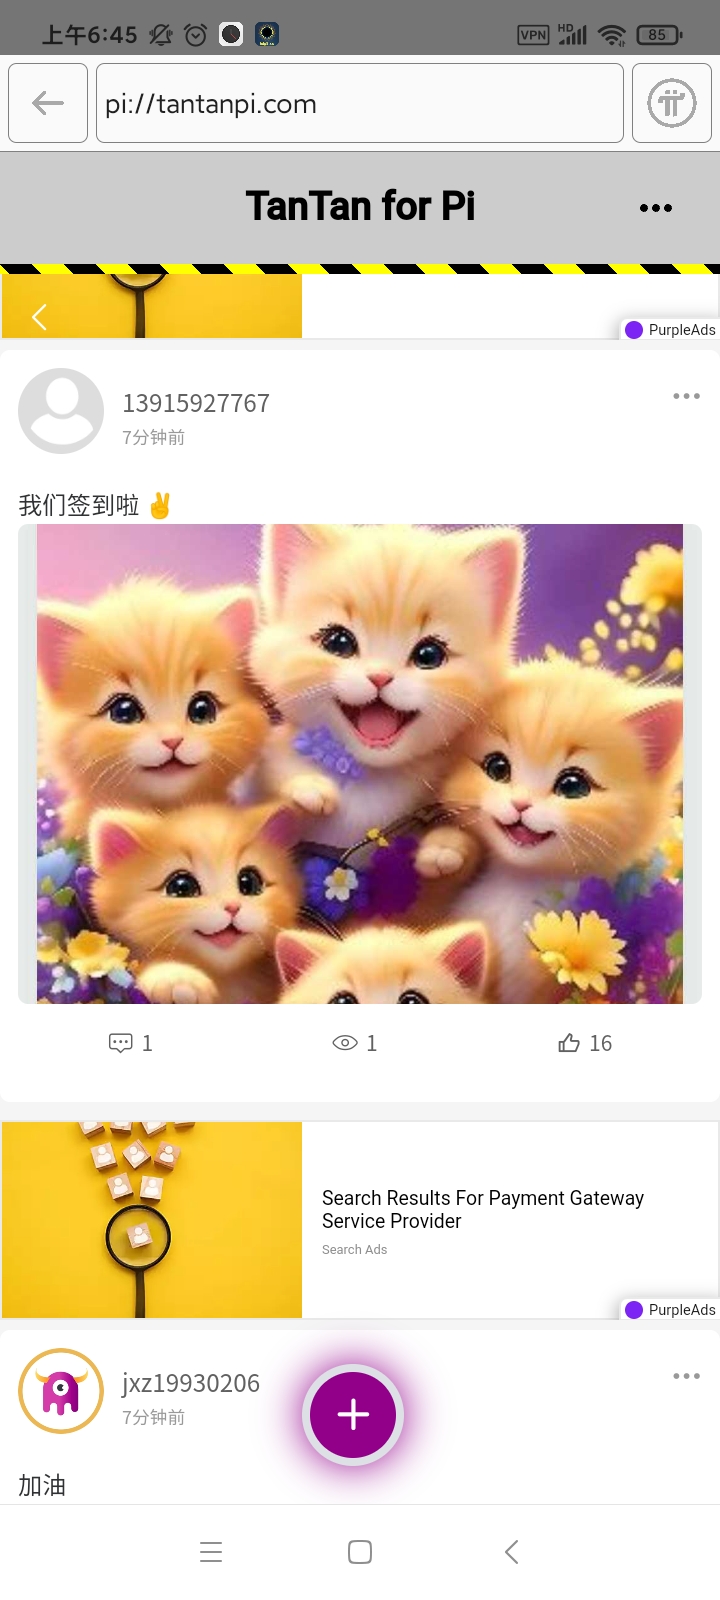 上午6:45
VPN
HD
85
pi://tantanpi.com
TanTan for Pi
PurpleAds
13915927767
7分钟前
我们签到啦 ✌
1
1
16
Search Results For Payment Gateway
Service Provider
Search Ads
PurpleAds
jxz19930206
7分钟前
加油